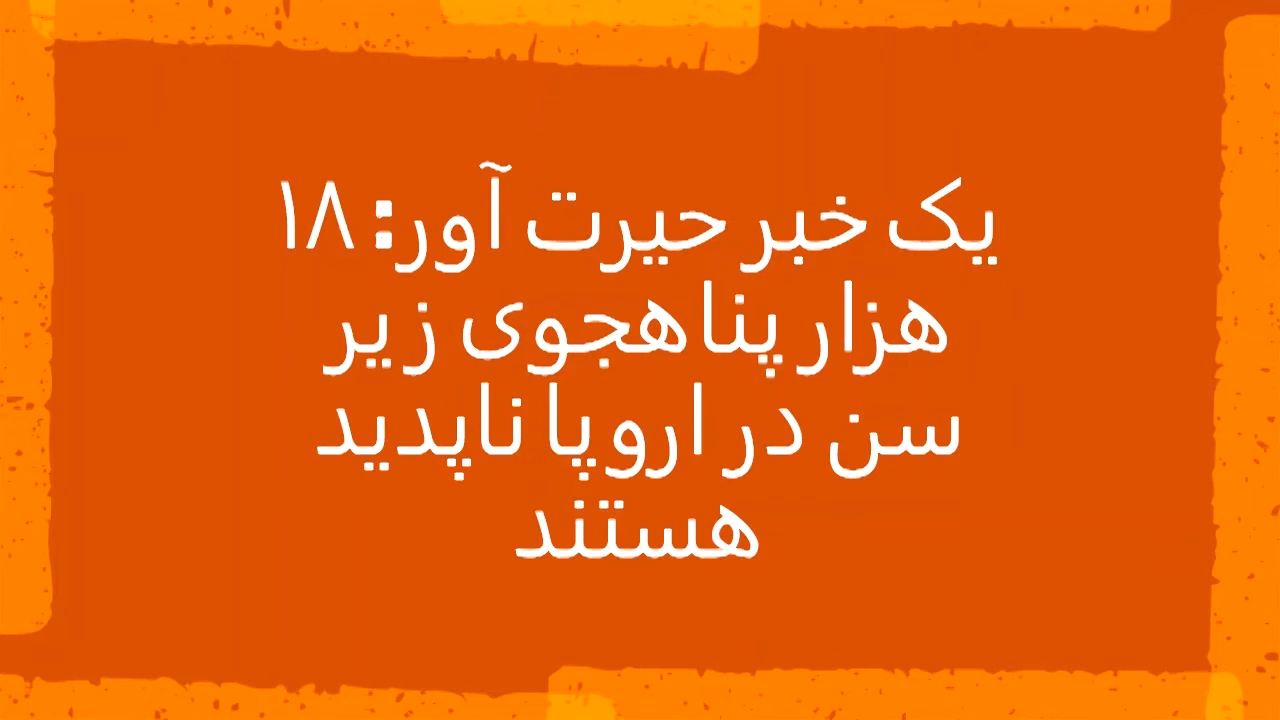 یک خبر حیرت آور: ۱۸
هزار پناهجوی زیر
سن در اروپا ناپدید
هستند